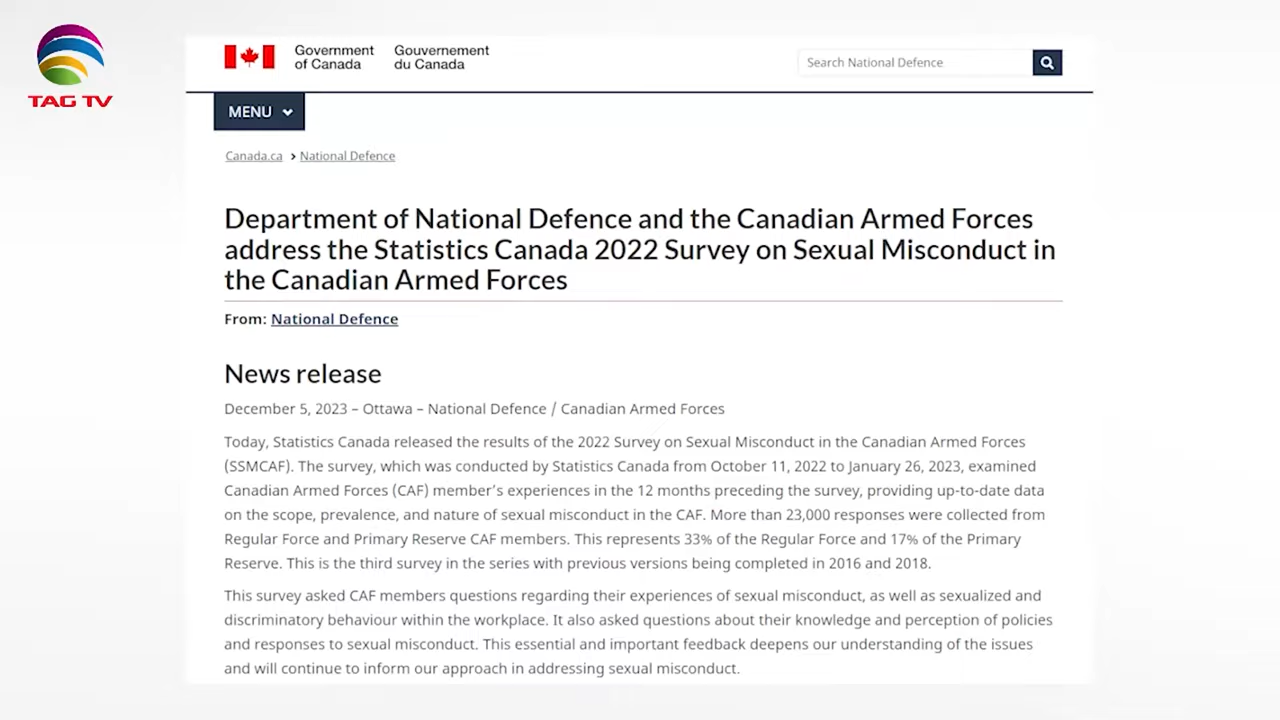 TAG TV
Government of Canada
Gouvernement du Canada
Search National Defence
MENU
Canada.ca > National Defence
Department of National Defence and the Canadian Armed Forces
address the Statistics Canada 2022 Survey on Sexual Misconduct in
the Canadian Armed Forces
From: National Defence
News release
December 5, 2023 – Ottawa – National Defence / Canadian Armed Forces
Today, Statistics Canada released the results of the 2022 Survey on Sexual Misconduct in the Canadian Armed Forces
(SSMCAF). The survey, which was conducted by Statistics Canada from October 11, 2022 to January 26, 2023, examined
Canadian Armed Forces (CAF) member's experiences in the 12 months preceding the survey, providing up-to-date data
on the scope, prevalence, and nature of sexual misconduct in the CAF. More than 23,000 responses were collected from
Regular Force and Primary Reserve CAF members. This represents 33% of the Regular Force and 17% of the Primary
Reserve. This is the third survey in the series with previous versions being completed in 2016 and 2018.
This survey asked CAF members questions regarding their experiences of sexual misconduct, as well as sexualized and
discriminatory behaviour within the workplace. It also asked questions about their knowledge and perception of policies
and responses to sexual misconduct. This essential and important feedback deepens our understanding of the issues
and will continue to inform our approach in addressing sexual misconduct.